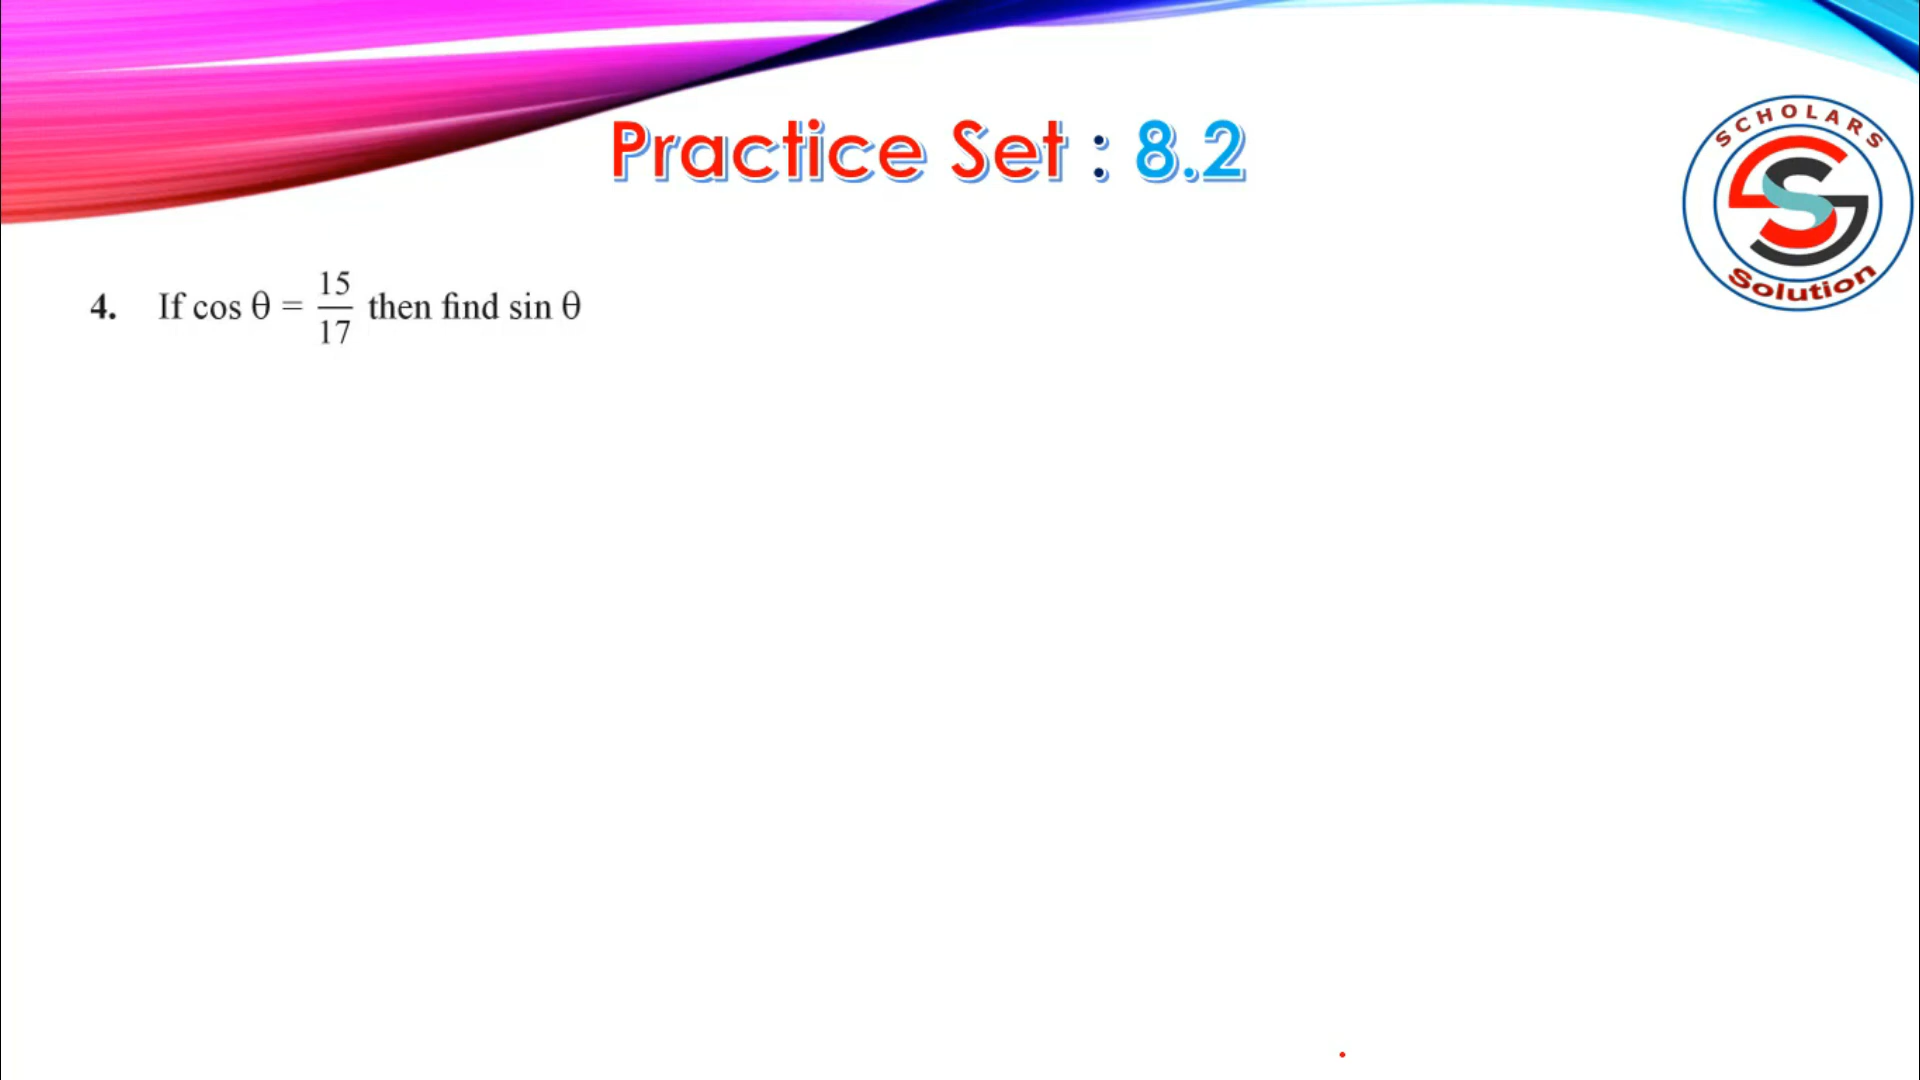 Practice Set : 8.2
SCHOLARS
Solution
4. If cos θ = 15/17 then find sin θ